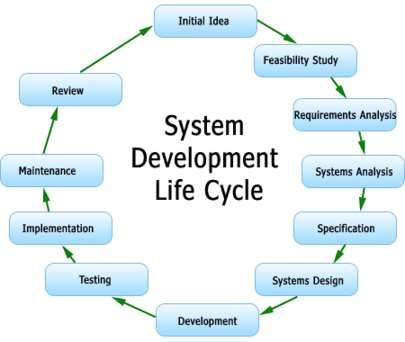 Initial Idea
Feasibility Study
Requirements Analysis
Systems Analysis
Specification
Systems Design
Development
Testing
Implementation
Maintenance
Review
System
Development
Life Cycle